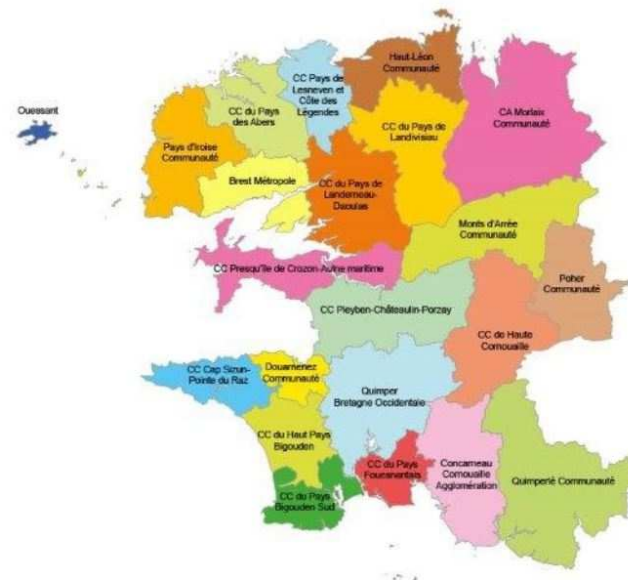 Haut-Léon
Communauté
CC Pays de
Lesneven et
Côte des
Légendes
Ouessant
CC du Pays
des Abers
CA Morlaix
Communauté
CC du Pays de
Landivisiau
Pays d'Iroise
Communauté
Brest Métropole
CC du Pays de
Landerneau-
Daoulas
Monts d'Arrée
Communauté
CC Presqu'île de Crozon-Aulne maritime
Poher
Communauté
CC Pleyben-Châteaulin-Porzay
CC de Haute
Cornouaille
CC Cap Sizun-
Pointe du Raz
Douarnenez
Communauté
Quimper
Bretagne Occidentale
CC du Haut Pays
Bigouden
CC du Pays
Fouesnantais
Concarneau
Cornouaille
Agglomération
Quimperlé Communauté
CC du Pays
Bigouden Sud